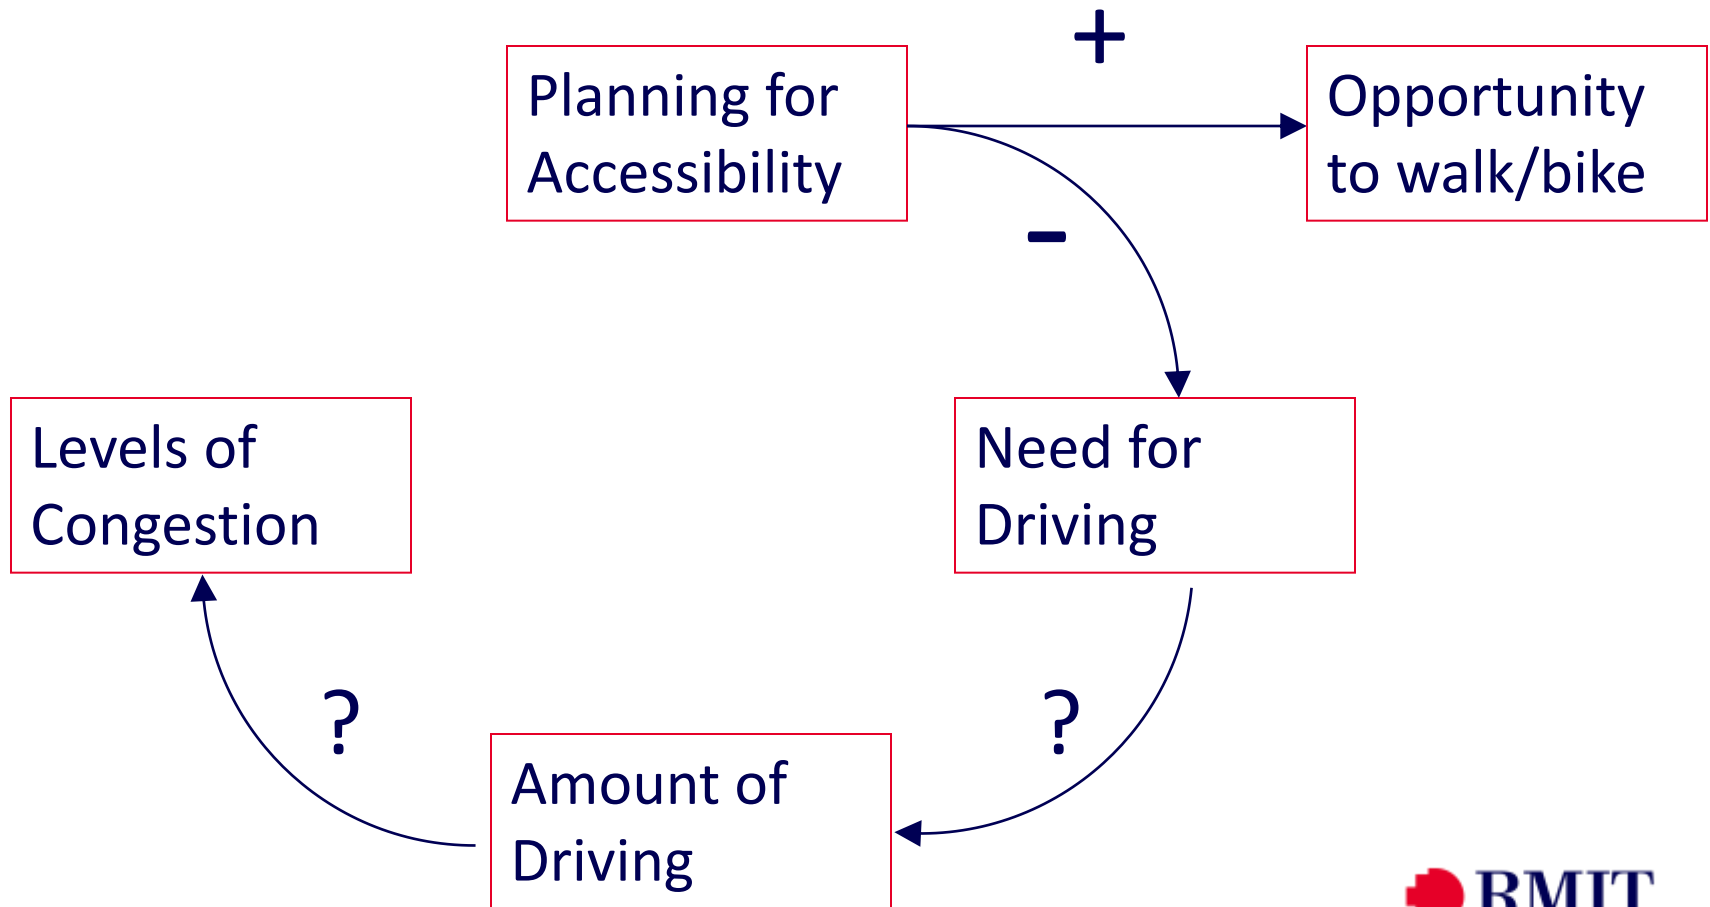 +
Planning for
Accessibility
Opportunity
to walk/bike
-
Levels of
Congestion
Need for
Driving
?
?
Amount of
Driving
RMIT